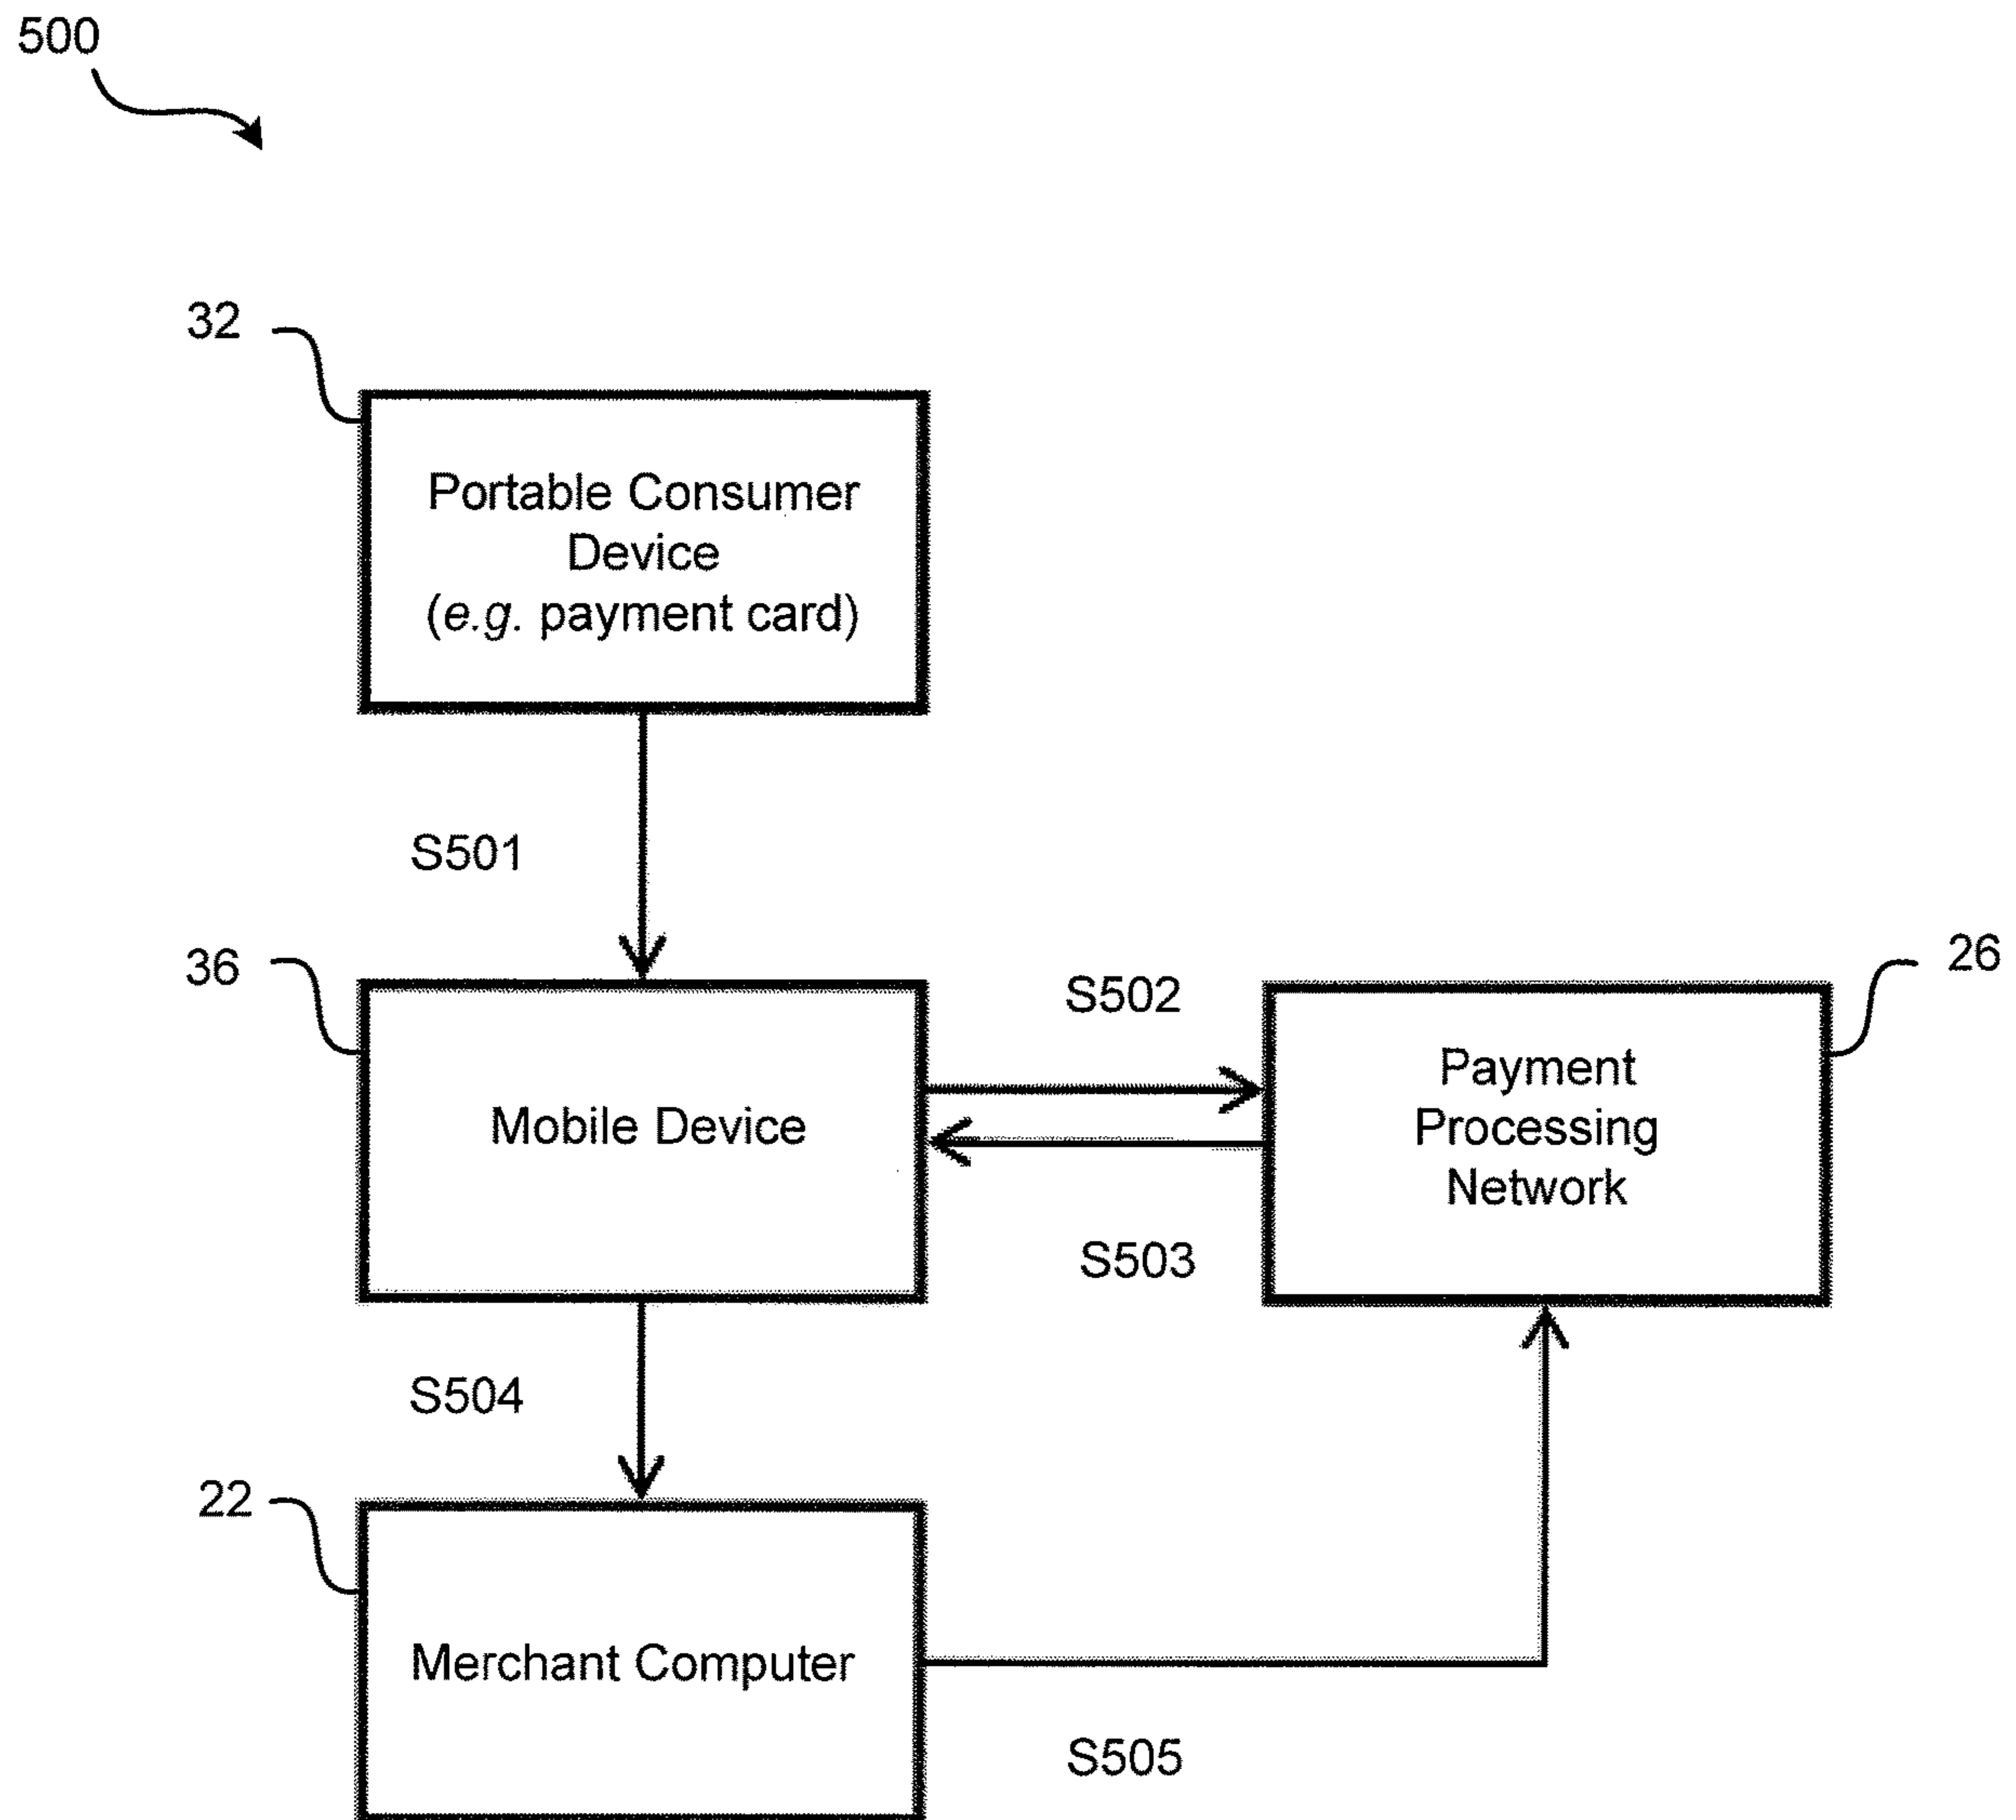 500
32
Portable Consumer
Device
(e.g. payment card)
S501
36
Mobile Device
S502
S503
26
Payment
Processing
Network
S504
22
Merchant Computer
S505